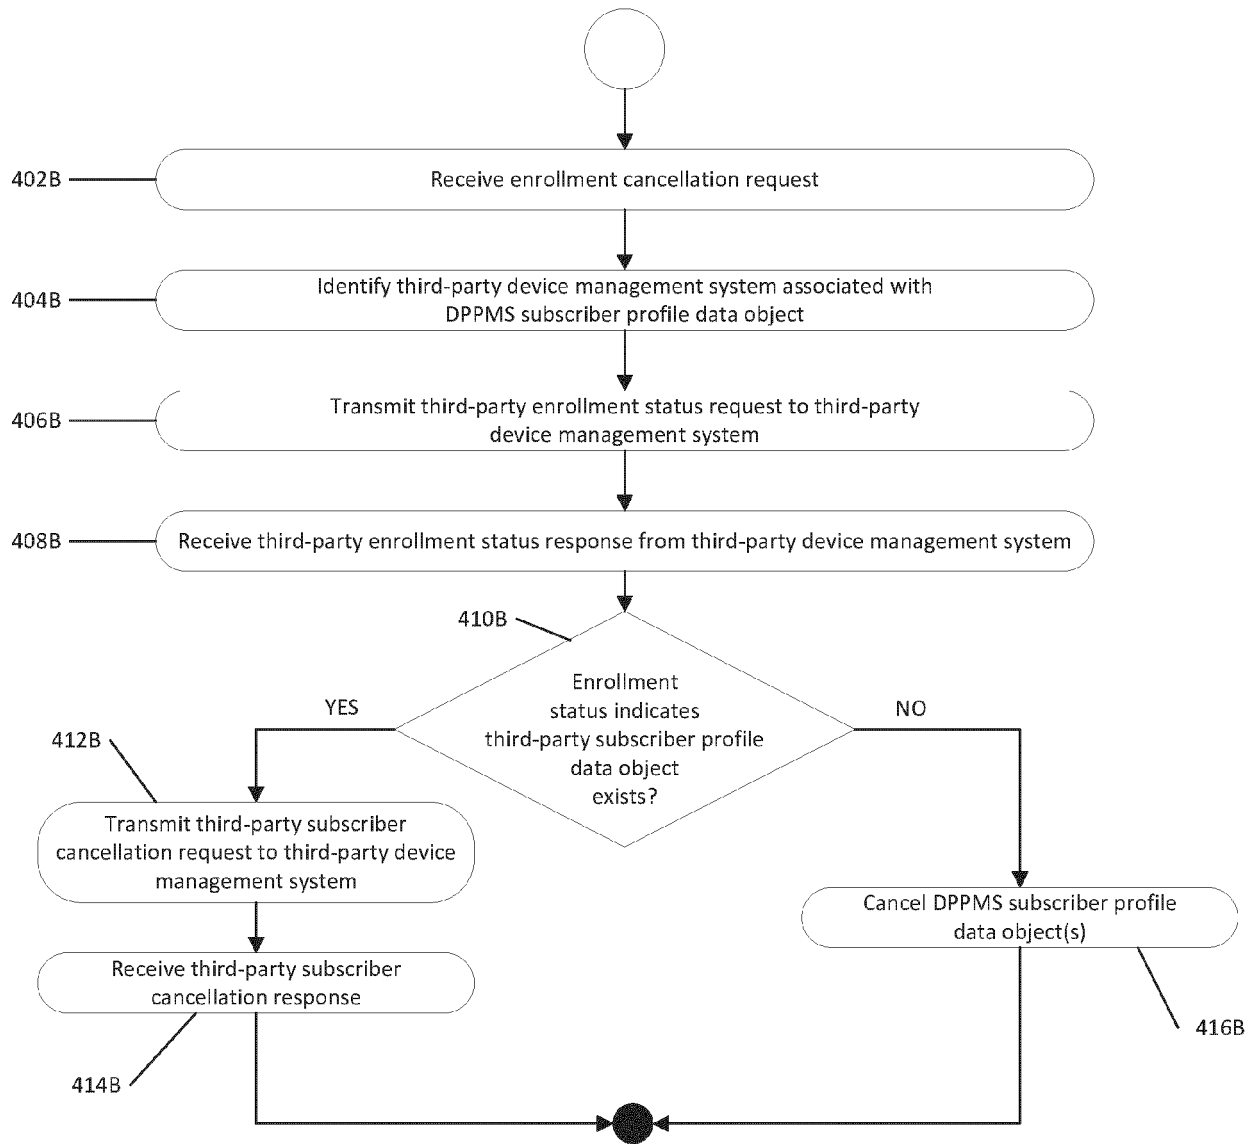 402B
Receive enrollment cancellation request
404B
Identify third-party device management system associated with
DPPMS subscriber profile data object
406B
Transmit third-party enrollment status request to third-party
device management system
408B
Receive third-party enrollment status response from third-party device management system
410B
Enrollment
status indicates
third-party subscriber profile
data object
exists?
YES
NO
412B
Transmit third-party subscriber
cancellation request to third-party device
management system
Cancel DPPMS subscriber profile
data object(s)
Receive third-party subscriber
cancellation response
416B
414B